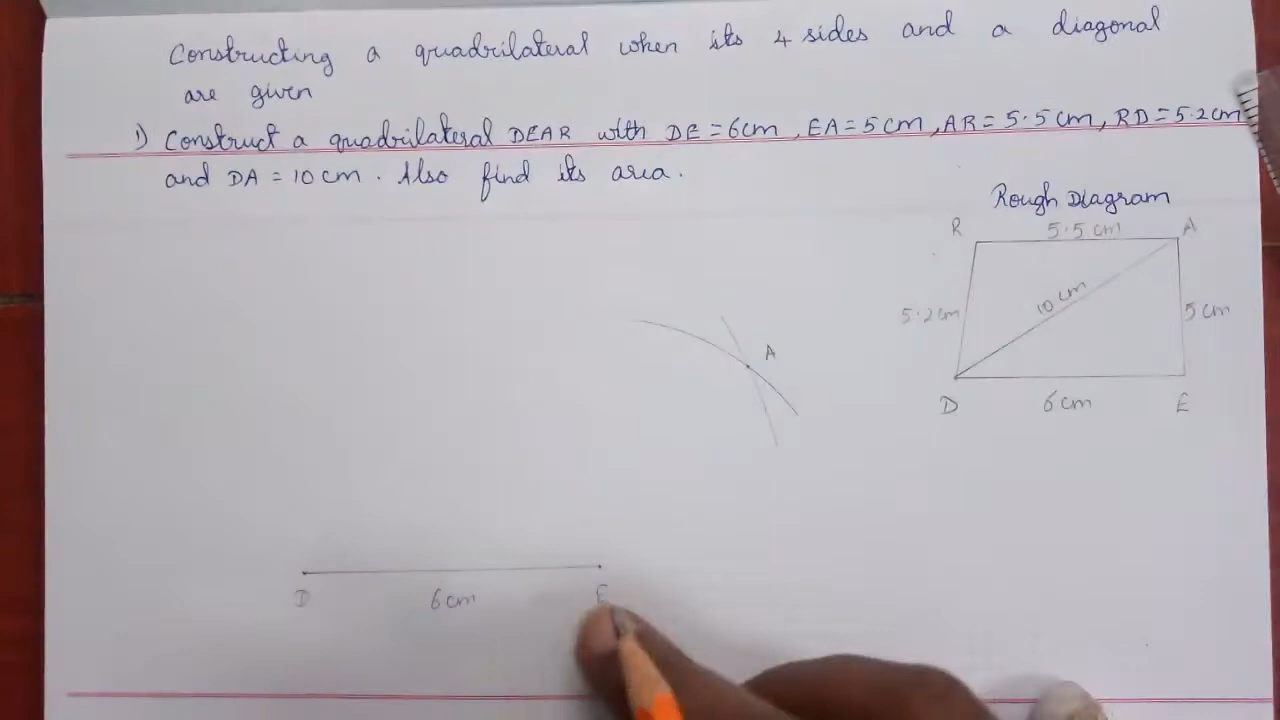 Constructing a quadrilateral when its 4 sides and a diagonal
are given
1) Construct a quadrilateral DEAR with DE = 6cm, EA = 5cm, AR = 5.5cm, RD = 5.2cm
and DA = 10cm. Also find its area.
Rough Diagram
R 5.5 cm A
5.2cm 10 cm 5 cm
D 6 cm E
A
D 6 cm E